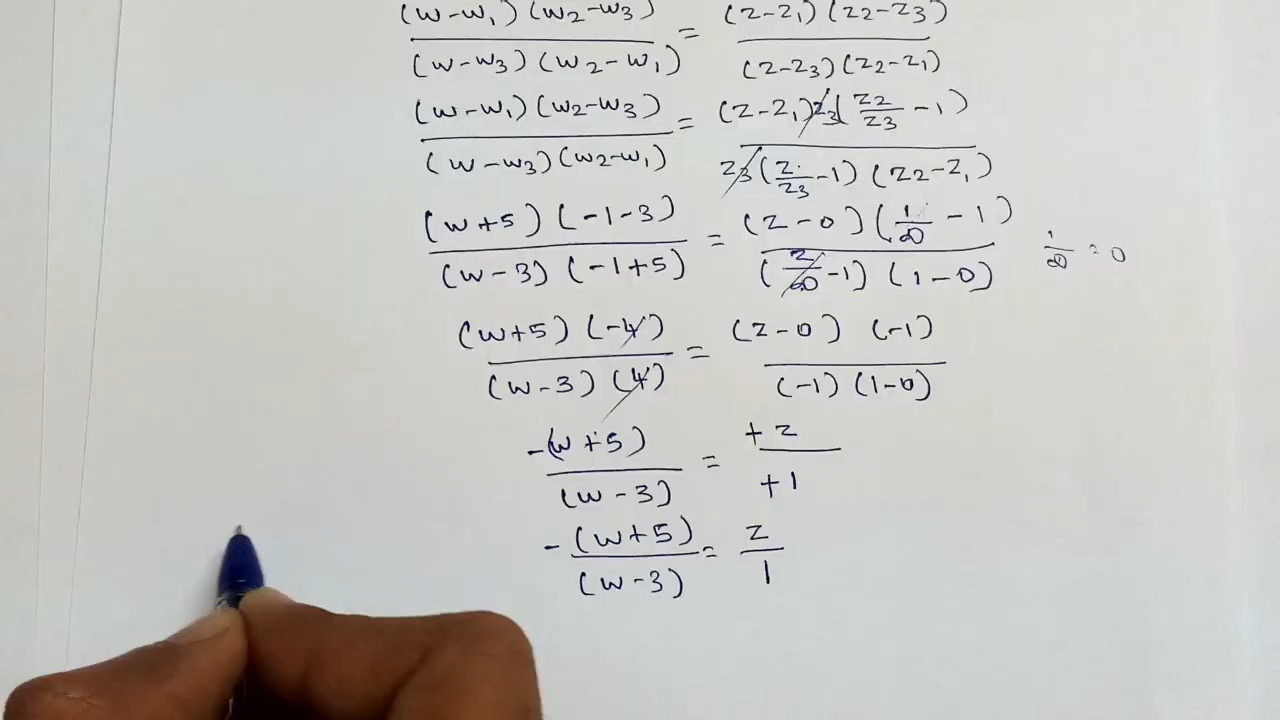 (w-w₁)(w₂-w₃)/(w-w₃)(w₂-w₁) = (z-z₁)(z₂-z₃)/(z-z₃)(z₂-z₁)
(w-w₁)(w₂-w₃)/(w-w₃)(w₂-w₁) = (z-z₁)z₃(z₂/z₃-1)/z₃(z/z₃-1)(z₂-z₁)
(w+5)(-1-3)/(w-3)(-1+5) = (z-0)(1/∞-1)/(z/∞-1)(1-0) 1/∞=0
(w+5)(-4)/(w-3)(4) = (z-0)(-1)/(-1)(1-0)
-(w+5)/(w-3) = +z/+1
-(w+5)/(w-3) = z/1